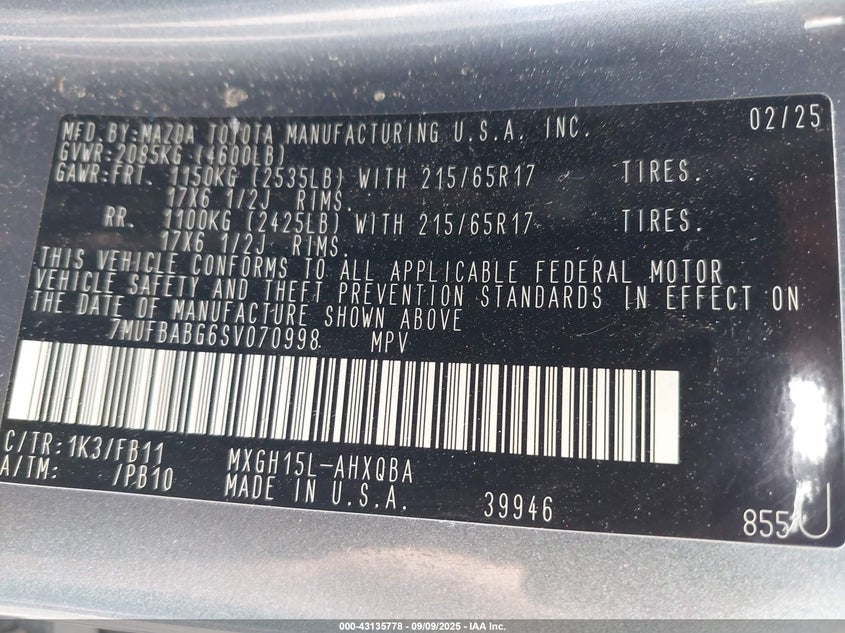 MFD.BY:MAZDA TOYOTA MANUFACTURING U.S.A. INC. 02/25
GVWR:2085KG (4600LB)
GAWR:FRT. 1150KG (2535LB) WITH 215/65R17 TIRES.
17X6 1/2J RIMS.
RR. 1100KG (2425LB) WITH 215/65R17 TIRES.
17X6 1/2J RIMS.
THIS VEHICLE CONFORMS TO ALL APPLICABLE FEDERAL MOTOR
VEHICLE SAFETY AND THEFT PREVENTION STANDARDS IN EFFECT ON
THE DATE OF MANUFACTURE SHOWN ABOVE
7MUFBABG6SV070998 MPV
C/TR:1K3/FB11 MXGH15L-AHXQBA
A/TM: /PB10 MADE IN U.S.A. 39946
000-43135778 - 09/09/2025 - IAA Inc.